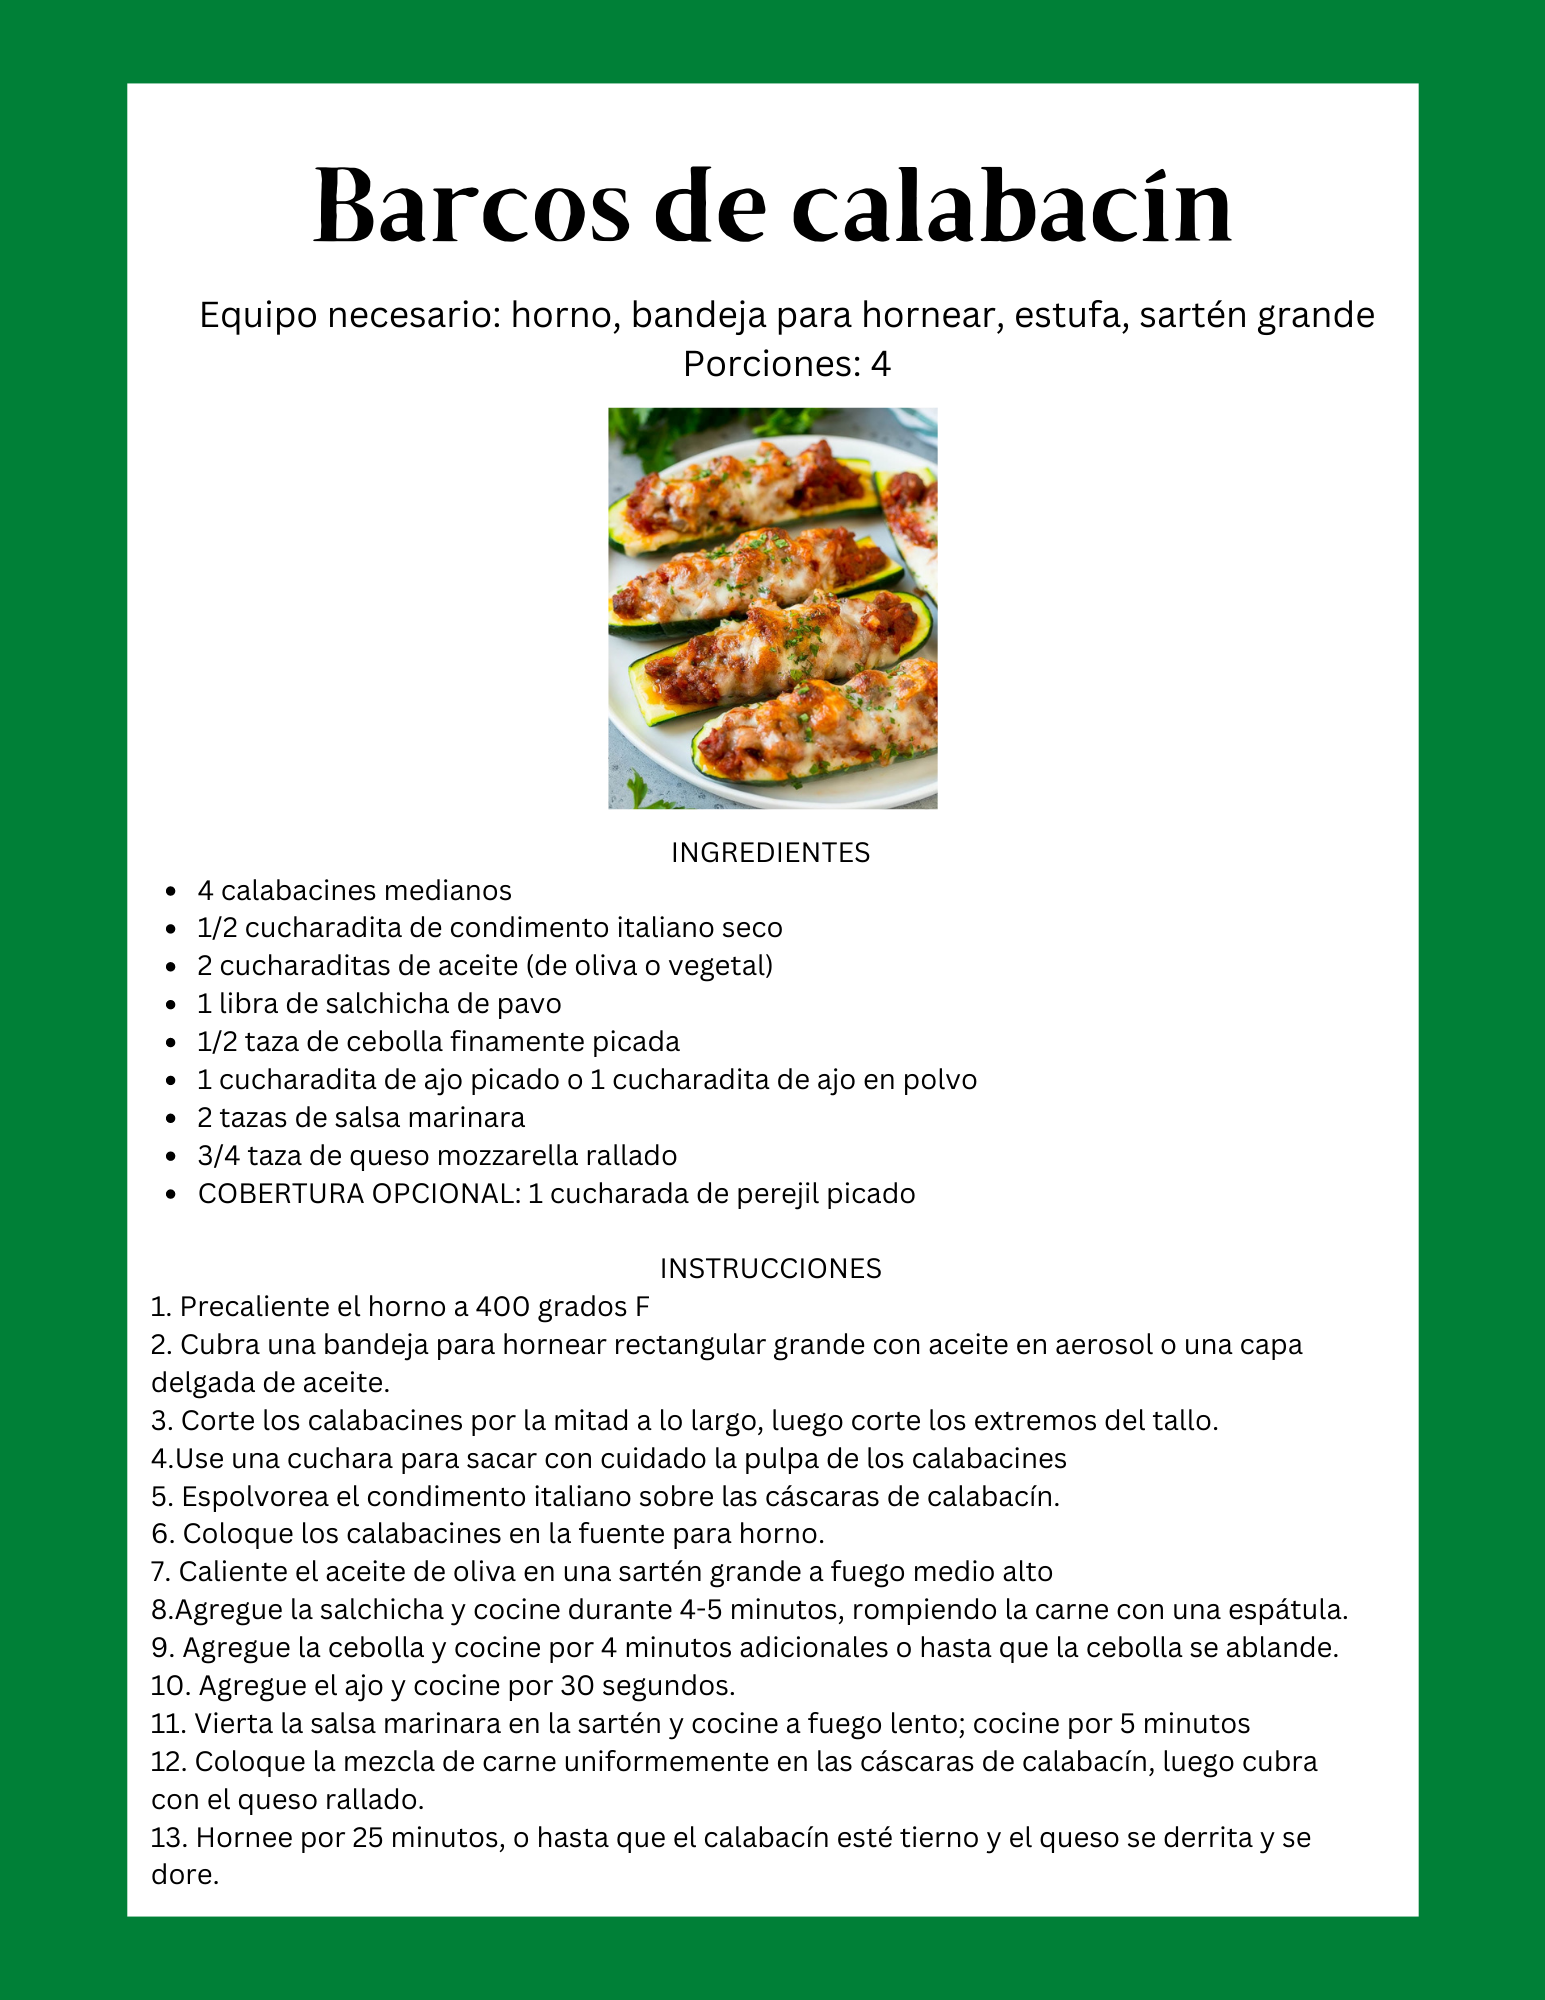 Barcos de calabacín
Equipo necesario: horno, bandeja para hornear, estufa, sartén grande
Porciones: 4
INGREDIENTES
• 4 calabacines medianos
• 1/2 cucharadita de condimento italiano seco
• 2 cucharaditas de aceite (de oliva o vegetal)
• 1 libra de salchicha de pavo
• 1/2 taza de cebolla finamente picada
• 1 cucharadita de ajo picado o 1 cucharadita de ajo en polvo
• 2 tazas de salsa marinara
• 3/4 taza de queso mozzarella rallado
• COBERTURA OPCIONAL: 1 cucharada de perejil picado
INSTRUCCIONES
1. Precaliente el horno a 400 grados F
2. Cubra una bandeja para hornear rectangular grande con aceite en aerosol o una capa
delgada de aceite.
3. Corte los calabacines por la mitad a lo largo, luego corte los extremos del tallo.
4.Use una cuchara para sacar con cuidado la pulpa de los calabacines
5. Espolvorea el condimento italiano sobre las cáscaras de calabacín.
6. Coloque los calabacines en la fuente para horno.
7. Caliente el aceite de oliva en una sartén grande a fuego medio alto
8.Agregue la salchicha y cocine durante 4-5 minutos, rompiendo la carne con una espátula.
9. Agregue la cebolla y cocine por 4 minutos adicionales o hasta que la cebolla se ablande.
10. Agregue el ajo y cocine por 30 segundos.
11. Vierta la salsa marinara en la sartén y cocine a fuego lento; cocine por 5 minutos
12. Coloque la mezcla de carne uniformemente en las cáscaras de calabacín, luego cubra
con el queso rallado.
13. Hornee por 25 minutos, o hasta que el calabacín esté tierno y el queso se derrita y se
dore.